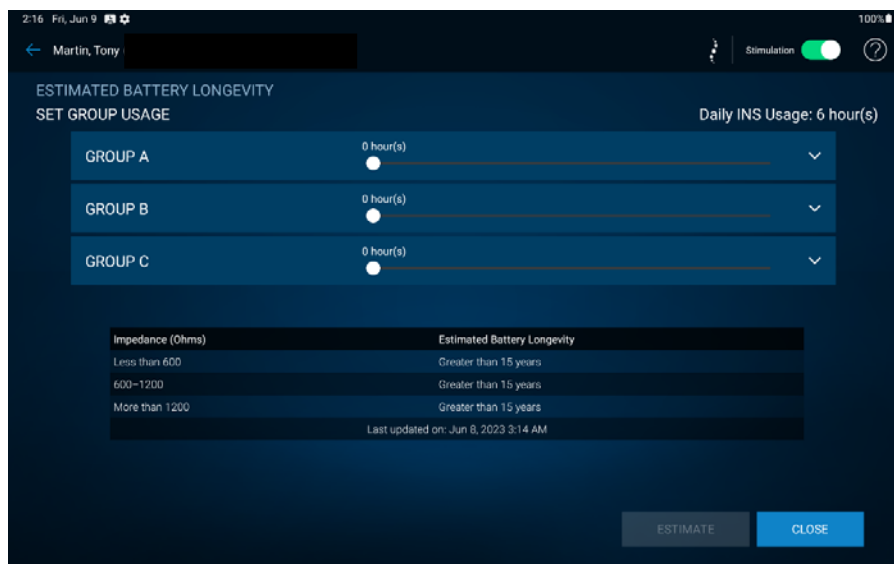 2:16 Fri, Jun 9 100%
Martin, Tony Stimulation ?
ESTIMATED BATTERY LONGEVITY
SET GROUP USAGE Daily INS Usage: 6 hour(s)
GROUP A 0 hour(s)
GROUP B 0 hour(s)
GROUP C 0 hour(s)
Impedance (Ohms) Estimated Battery Longevity
Less than 600 Greater than 15 years
600–1200 Greater than 15 years
More than 1200 Greater than 15 years
Last updated on: Jun 8, 2023 3:14 AM
ESTIMATE CLOSE